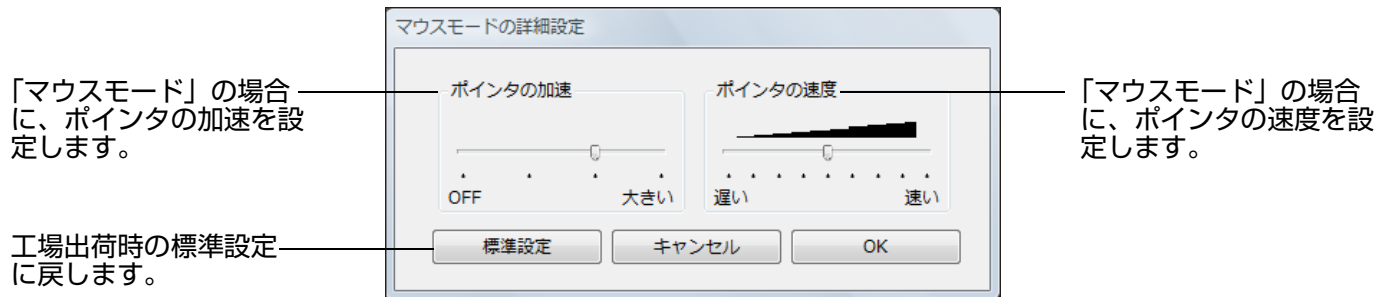 マウスモードの詳細設定
「マウスモード」の場合
に、ポインタの加速を設
定します。
ポインタの加速
OFF
大きい
ポインタの速度
遅い
速い
「マウスモード」の場合
に、ポインタの速度を設
定します。
工場出荷時の標準設定
に戻します。
標準設定
キャンセル
OK